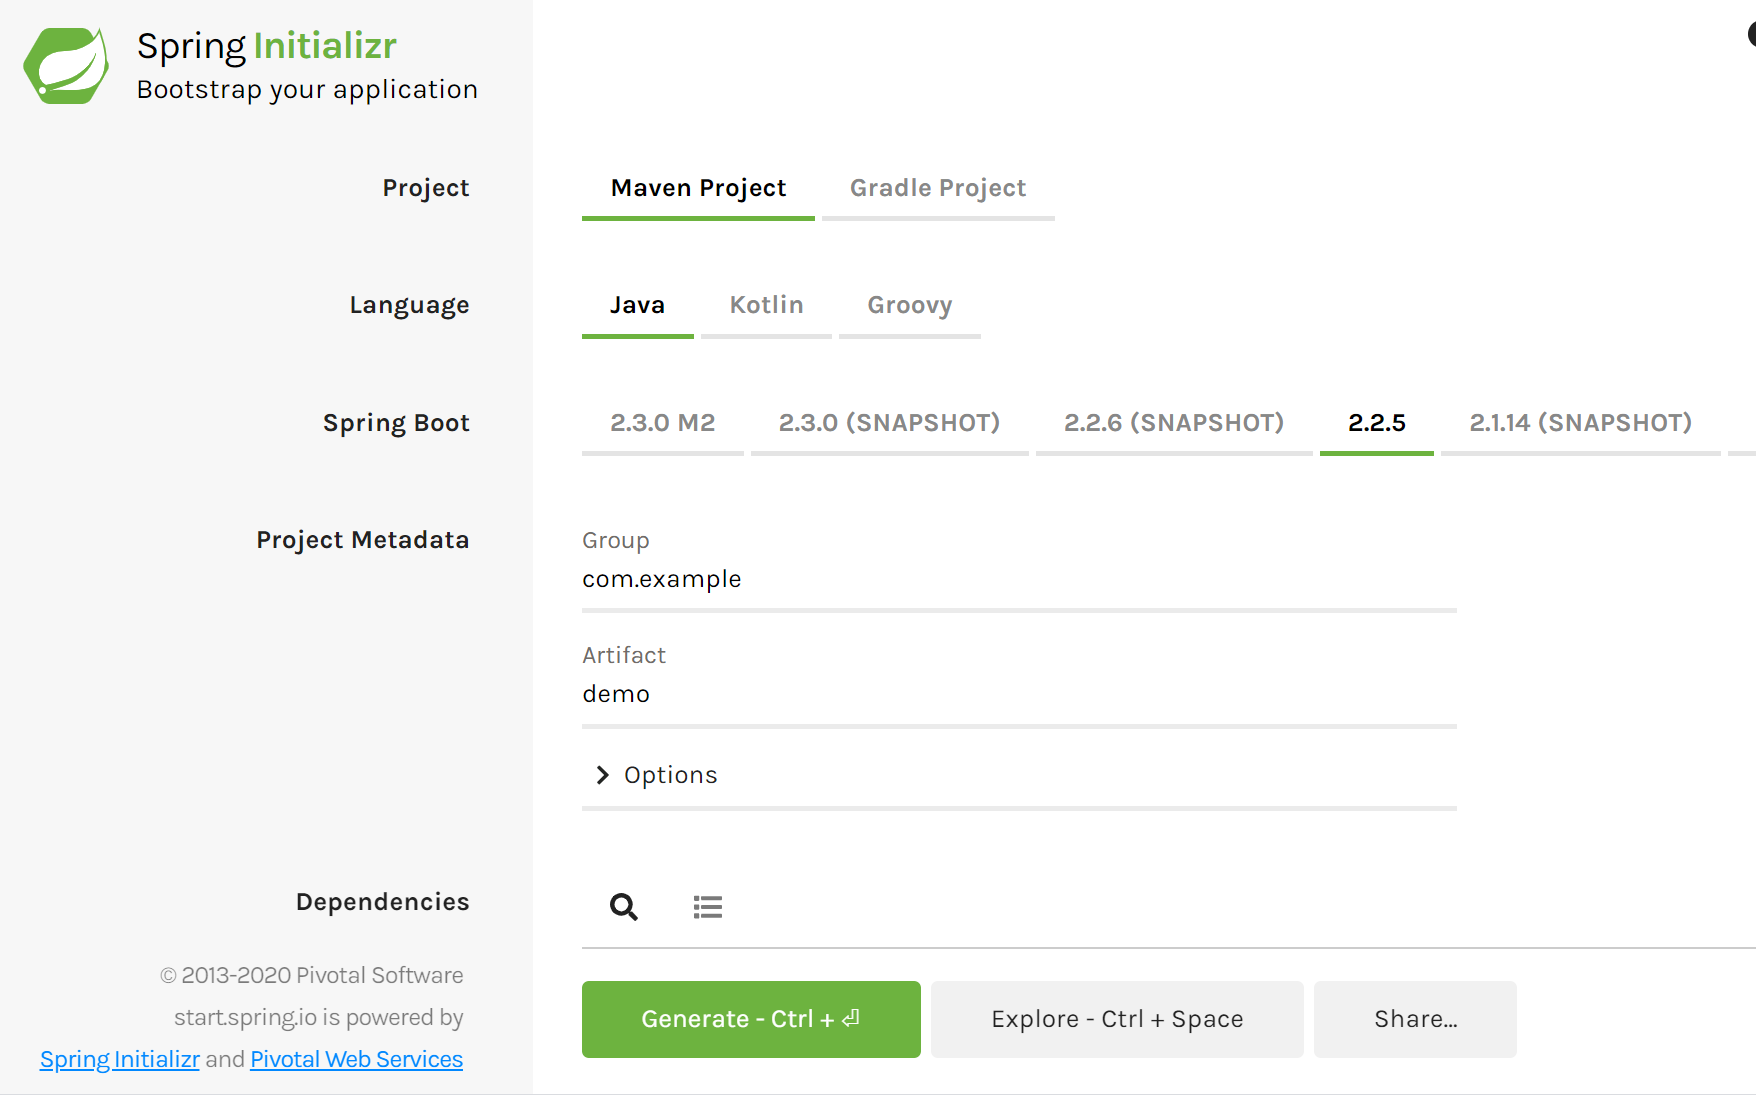 Spring Initializr
Bootstrap your application
Project
Maven Project Gradle Project
Language
Java Kotlin Groovy
Spring Boot
2.3.0 M2 2.3.0 (SNAPSHOT) 2.2.6 (SNAPSHOT) 2.2.5 2.1.14 (SNAPSHOT)
Project Metadata
Group
com.example
Artifact
demo
Options
Dependencies
© 2013-2020 Pivotal Software
start.spring.io is powered by
Spring Initializr and Pivotal Web Services
Generate - Ctrl + ⏎ Explore - Ctrl + Space Share...